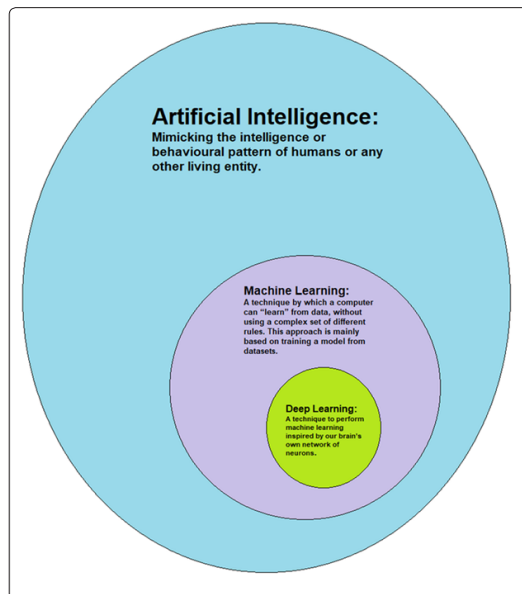 Artificial Intelligence:
Mimicking the intelligence or
behavioural pattern of humans or any
other living entity.
Machine Learning:
A technique by which a computer
can “learn” from data, without
using a complex set of different
rules. This approach is mainly
based on training a model from
datasets.
Deep Learning:
A technique to perform
machine learning
inspired by our brain’s
own network of
neurons.